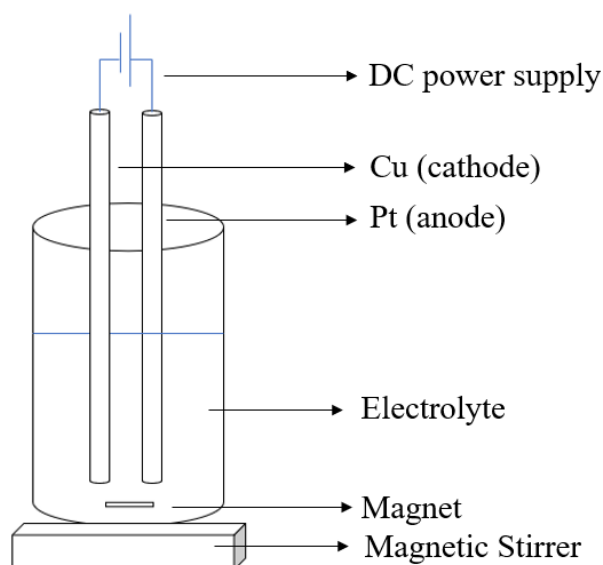 DC power supply
Cu (cathode)
Pt (anode)
Electrolyte
Magnet
Magnetic Stirrer